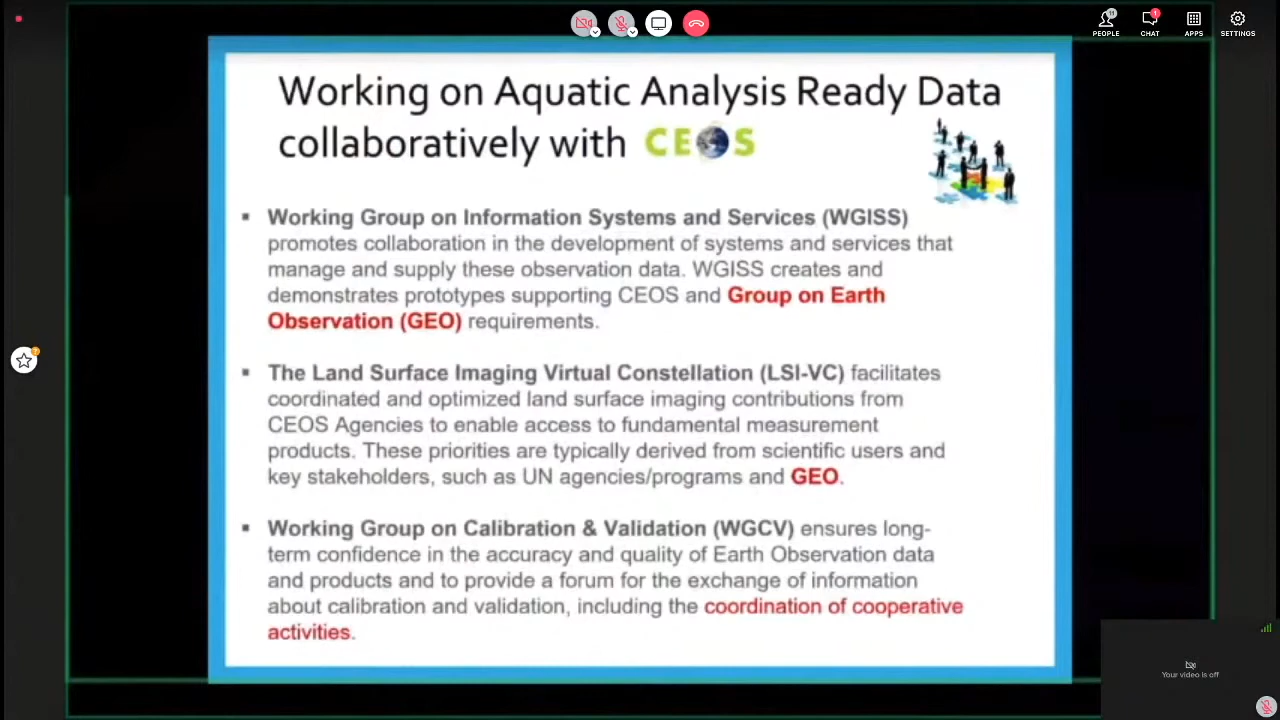 11
1
PEOPLE
CHAT
APPS
SETTINGS
Working on Aquatic Analysis Ready Data
collaboratively with CEOS
▪ Working Group on Information Systems and Services (WGISS)
promotes collaboration in the development of systems and services that
manage and supply these observation data. WGISS creates and
demonstrates prototypes supporting CEOS and Group on Earth
Observation (GEO) requirements.
▪ The Land Surface Imaging Virtual Constellation (LSI-VC) facilitates
coordinated and optimized land surface imaging contributions from
CEOS Agencies to enable access to fundamental measurement
products. These priorities are typically derived from scientific users and
key stakeholders, such as UN agencies/programs and GEO.
▪ Working Group on Calibration & Validation (WGCV) ensures long-
term confidence in the accuracy and quality of Earth Observation data
and products and to provide a forum for the exchange of information
about calibration and validation, including the coordination of cooperative
activities.
Your video is off